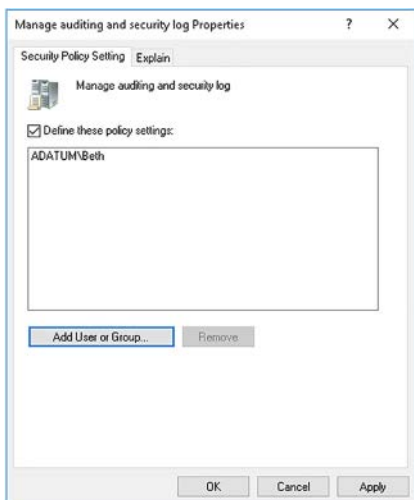 Manage auditing and security log Properties ? X
Security Policy Setting Explain
Manage auditing and security log
Define these policy settings:
ADATUM\Beth
Add User or Group... Remove
OK Cancel Apply